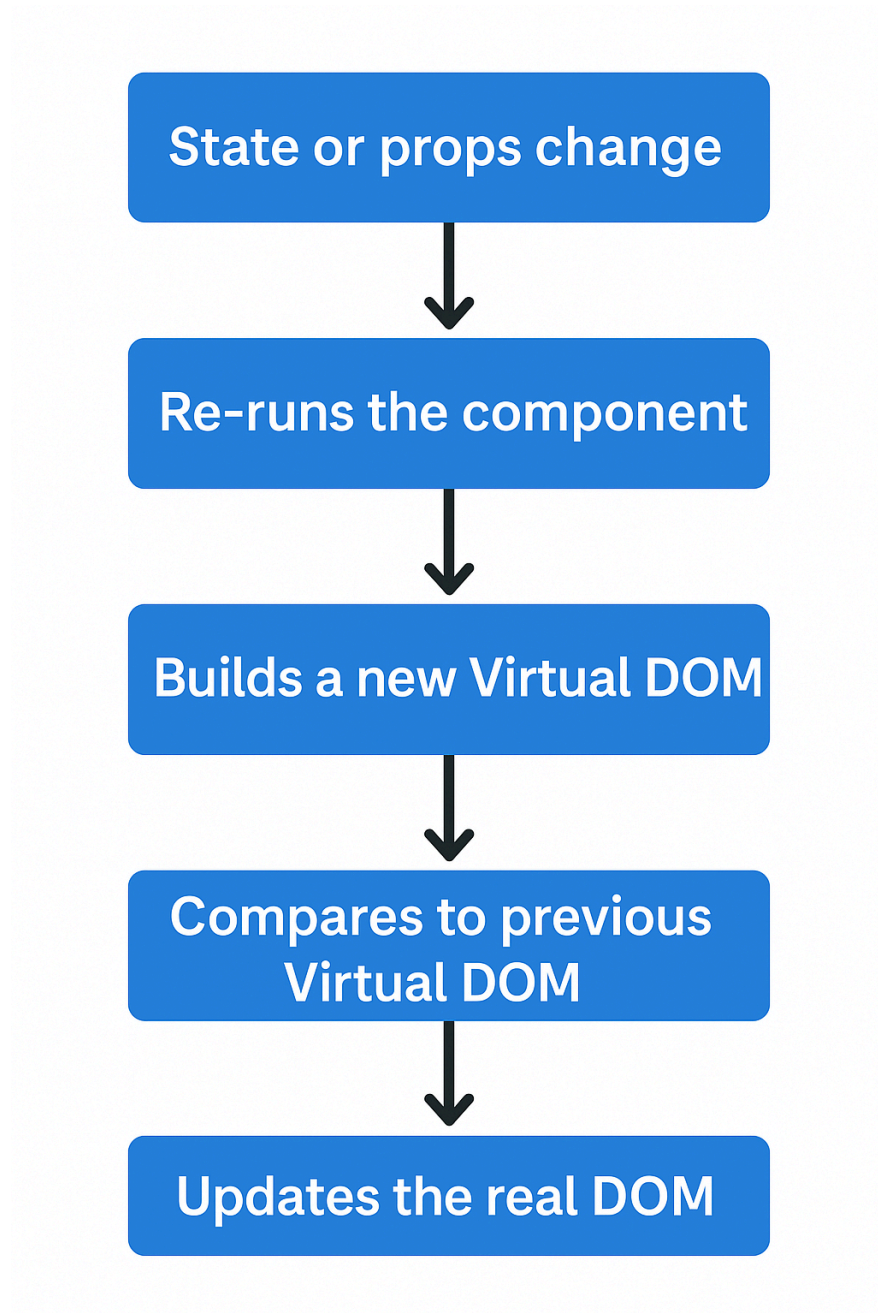 State or props change
Re-runs the component
Builds a new Virtual DOM
Compares to previous
Virtual DOM
Updates the real DOM